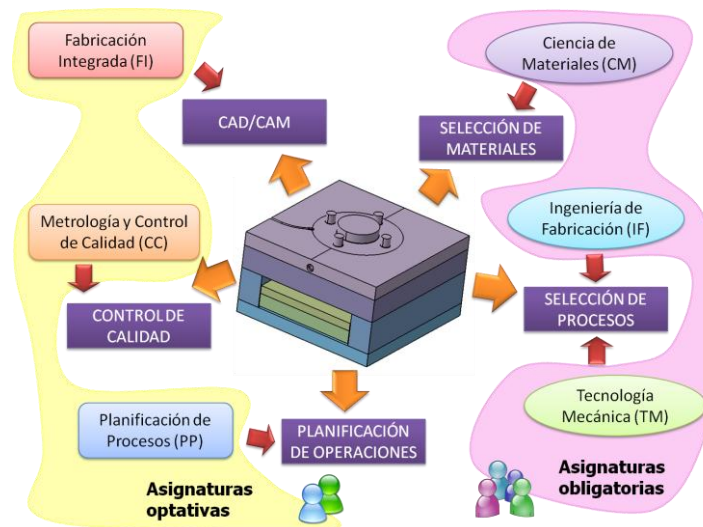 Fabricación
Integrada (FI)
Ciencia de
Materiales (CM)
CAD/CAM
SELECCIÓN DE
MATERIALES
Metrología y Control
de Calidad (CC)
Ingeniería de
Fabricación (IF)
CONTROL DE
CALIDAD
SELECCIÓN DE
PROCESOS
Planificación de
Procesos (PP)
PLANIFICACIÓN
DE OPERACIONES
Tecnología
Mecánica (TM)
Asignaturas
optativas
Asignaturas
obligatorias